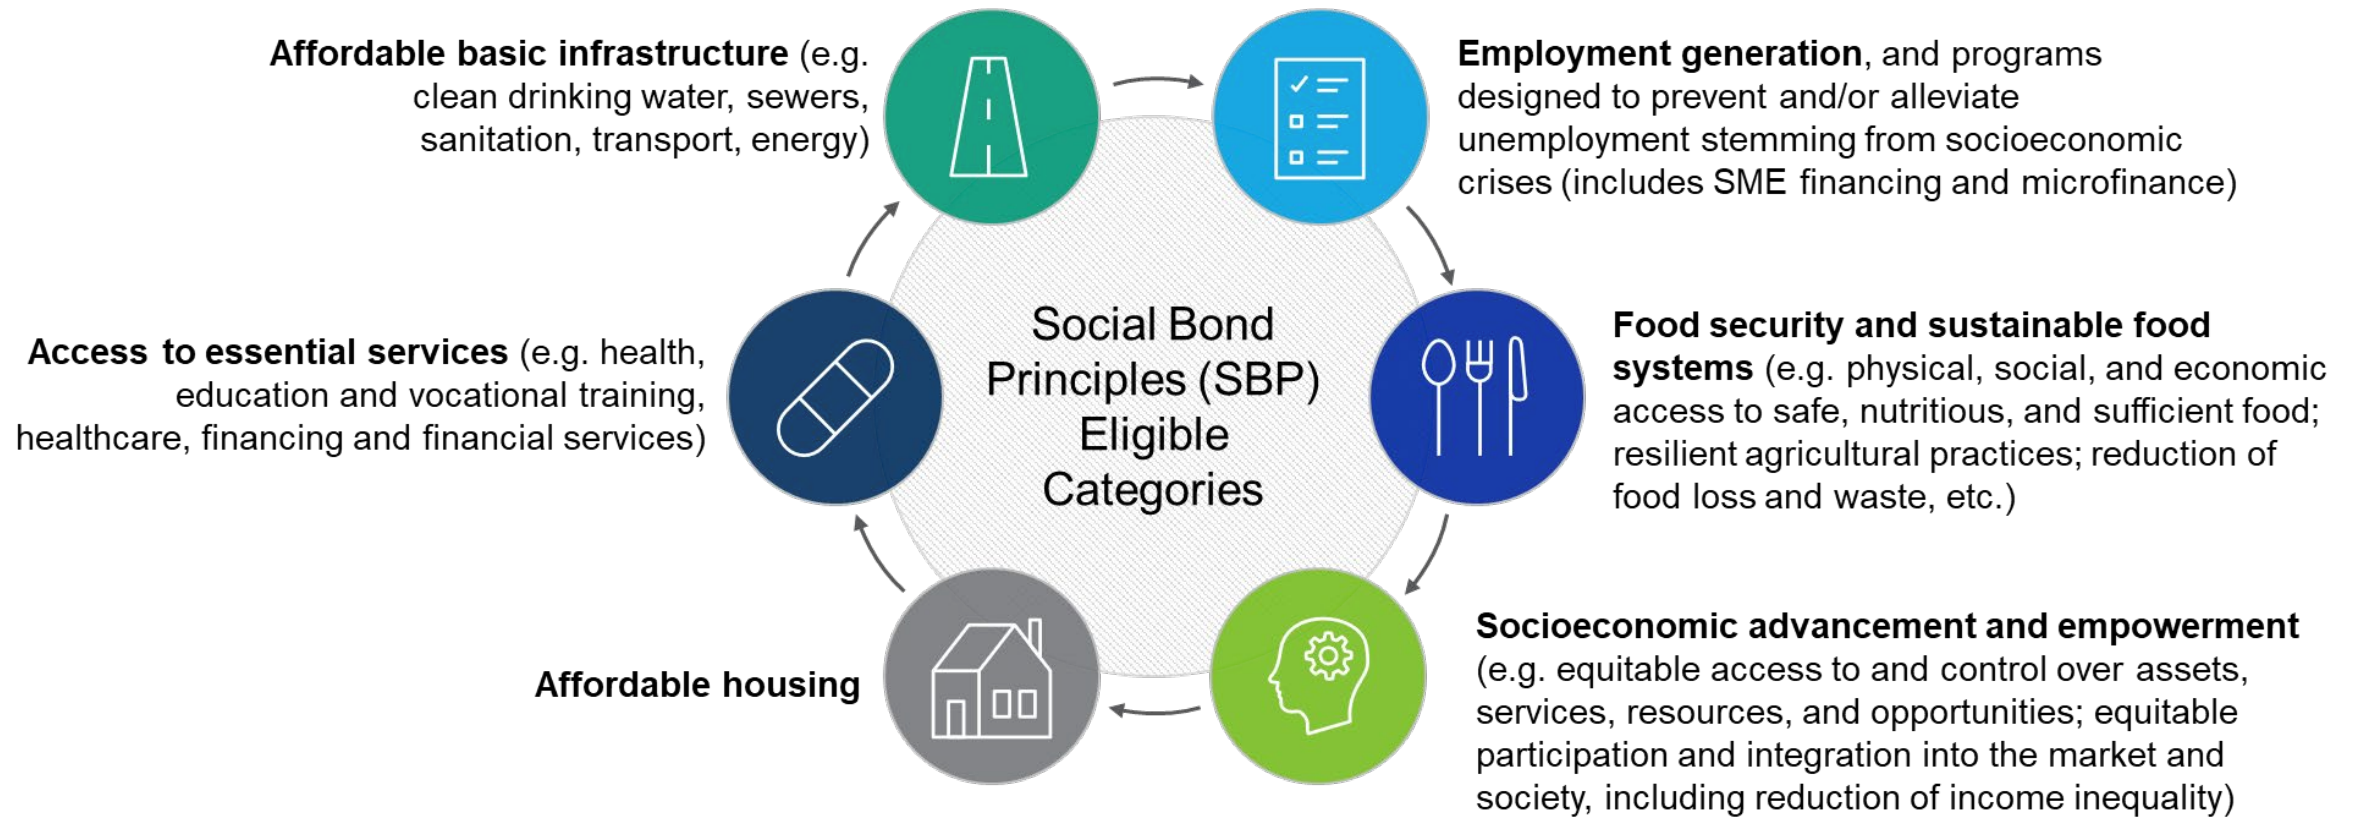 Affordable basic infrastructure (e.g.
clean drinking water, sewers,
sanitation, transport, energy)
Employment generation, and programs
designed to prevent and/or alleviate
unemployment stemming from socioeconomic
crises (includes SME financing and microfinance)
Access to essential services (e.g. health,
education and vocational training,
healthcare, financing and financial services)
Social Bond
Principles (SBP)
Eligible
Categories
Food security and sustainable food
systems (e.g. physical, social, and economic
access to safe, nutritious, and sufficient food;
resilient agricultural practices; reduction of
food loss and waste, etc.)
Affordable housing
Socioeconomic advancement and empowerment
(e.g. equitable access to and control over assets,
services, resources, and opportunities; equitable
participation and integration into the market and
society, including reduction of income inequality)